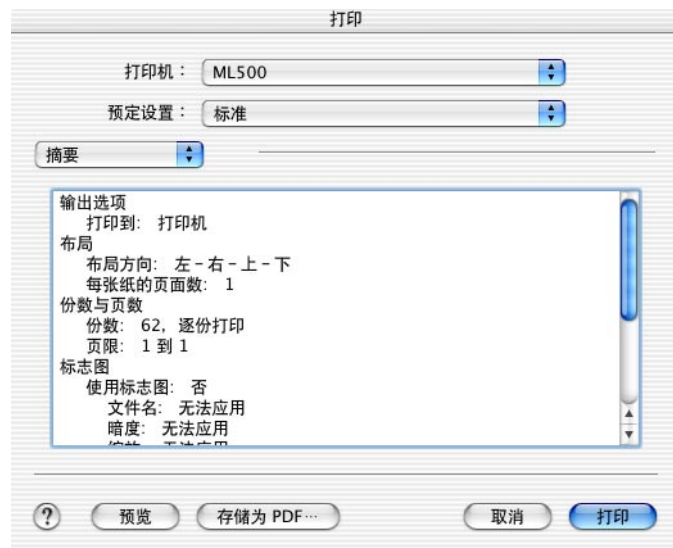 打印
打印机： ML500
预定设置： 标准
摘要
输出选项
打印到： 打印机
布局
布局方向： 左－右－上－下
每张纸的页面数： 1
份数与页数
份数： 62，逐份打印
页限： 1 到 1
标志图
使用标志图： 否
文件名： 无法应用
暗度： 无法应用
? 预览 存储为 PDF… 取消 打印